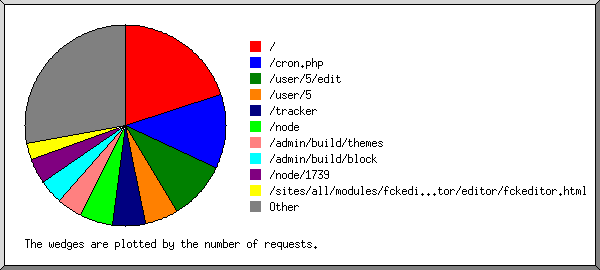 /
/cron.php
/user/5/edit
/user/5
/tracker
/node
/admin/build/themes
/admin/build/block
/node/1739
/sites/all/modules/fckedi...tor/editor/fckeditor.html
Other
The wedges are plotted by the number of requests.